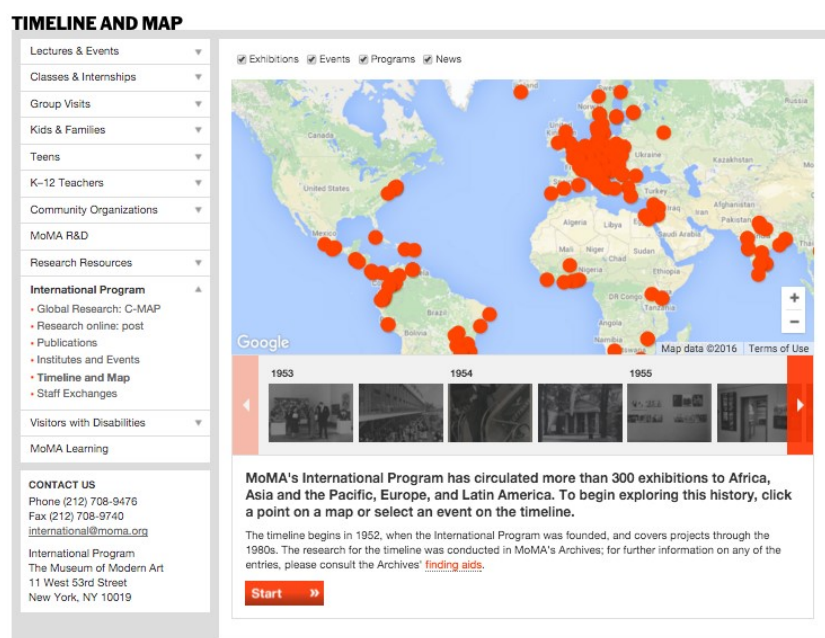 TIMELINE AND MAP
Lectures & Events
Classes & Internships
Group Visits
Kids & Families
Teens
K–12 Teachers
Community Organizations
MoMA R&D
Research Resources
International Program
• Global Research: C-MAP
• Research online: post
• Publications
• Institutes and Events
• Timeline and Map
• Staff Exchanges
Visitors with Disabilities
MoMA Learning
CONTACT US
Phone (212) 708-9476
Fax (212) 708-9740
international@moma.org
International Program
The Museum of Modern Art
11 West 53rd Street
New York, NY 10019
Exhibitions Events Programs News
Russia
Canada
Ukraine
Kazakhstan
United States
Turkey
Iraq
Iran
Afghanistan
Pakistan
Mexico
Algeria
Libya
Saudi Arabia
Mali
Niger
Chad
Sudan
Nigeria
Ethiopia
DR Congo
Tanzania
Brazil
Bolivia
Angola
Namibia
Google
+
−
Map data ©2016 Terms of Use
1953 1954 1955
MoMA's International Program has circulated more than 300 exhibitions to Africa,
Asia and the Pacific, Europe, and Latin America. To begin exploring this history, click
a point on a map or select an event on the timeline.
The timeline begins in 1952, when the International Program was founded, and covers projects through the
1980s. The research for the timeline was conducted in MoMA's Archives; for further information on any of the
entries, please consult the Archives' finding aids.
Start »